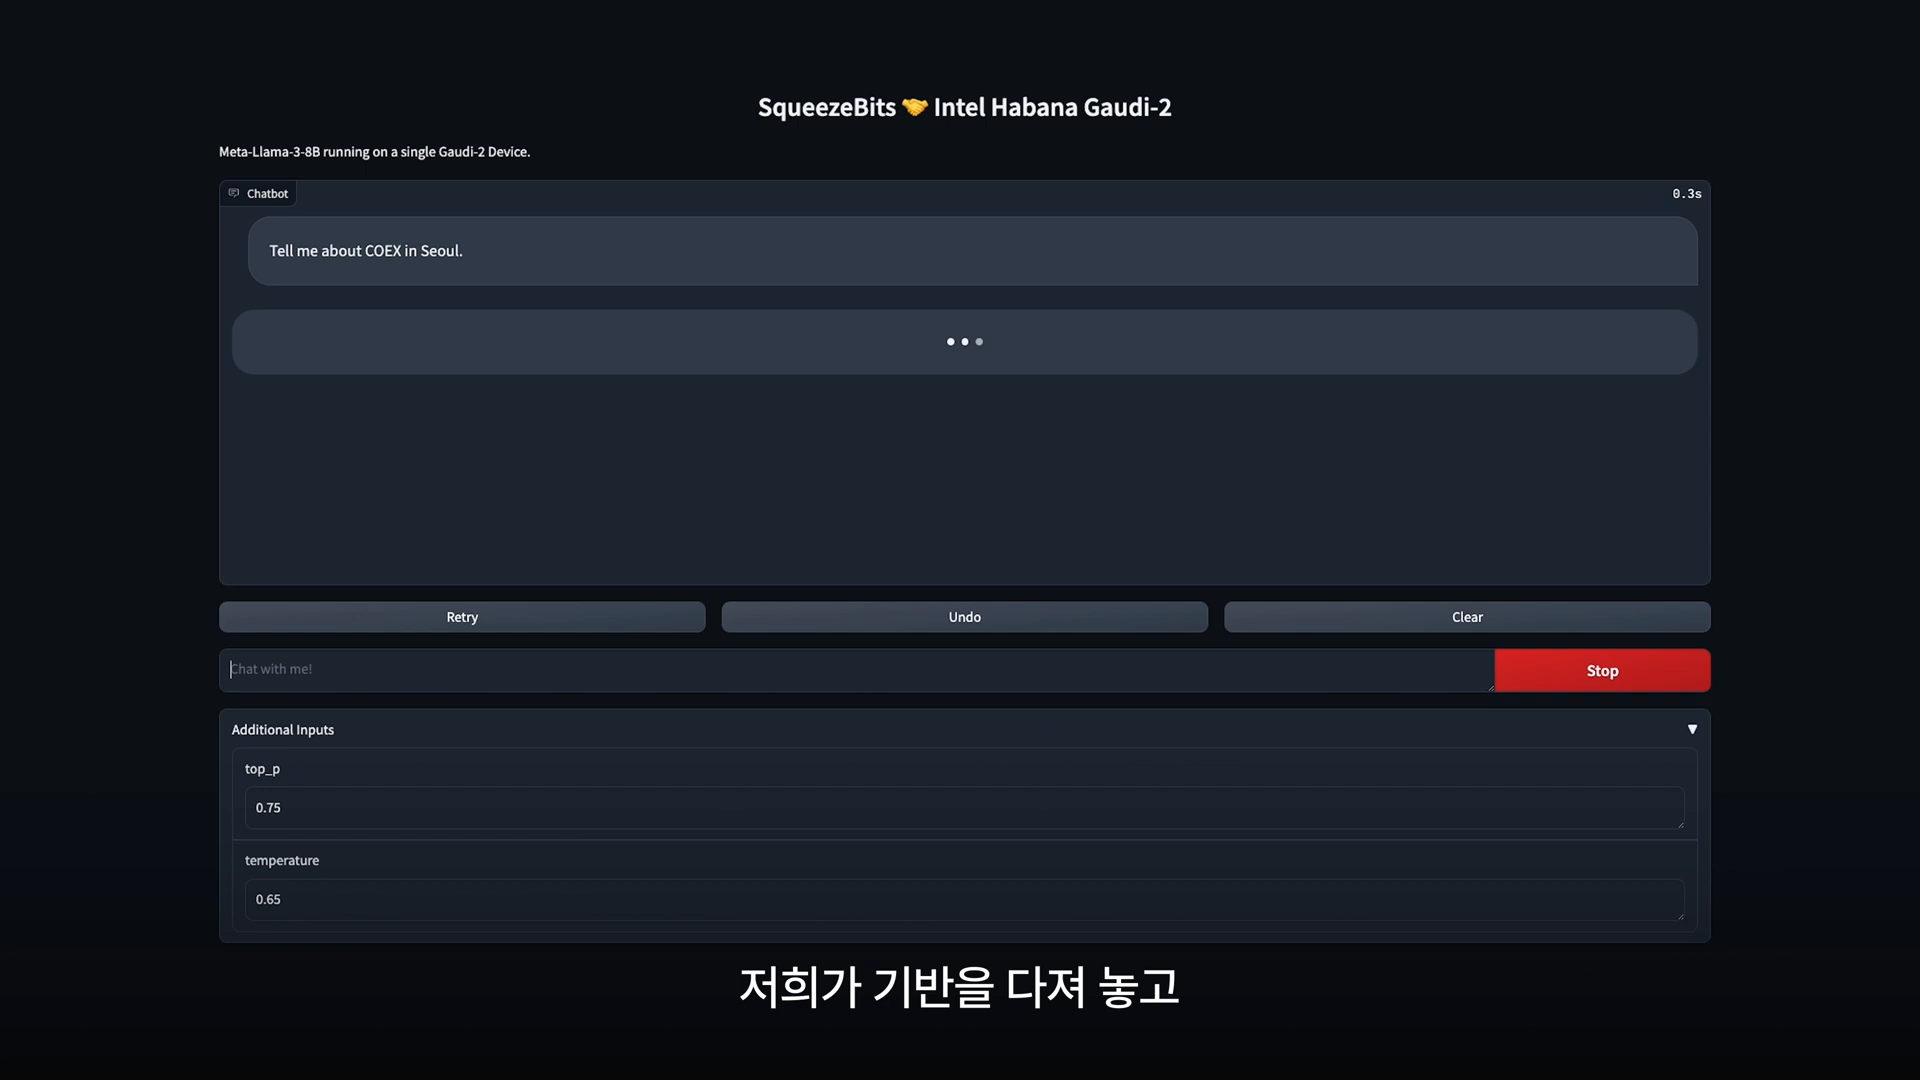 SqueezeBits 🤝 Intel Habana Gaudi-2
Meta-Llama-3-8B running on a single Gaudi-2 Device.
Chatbot
0.3s
Tell me about COEX in Seoul.
Retry
Undo
Clear
Chat with me!
Stop
Additional Inputs
top_p
0.75
temperature
0.65
저희가 기반을 다져 놓고